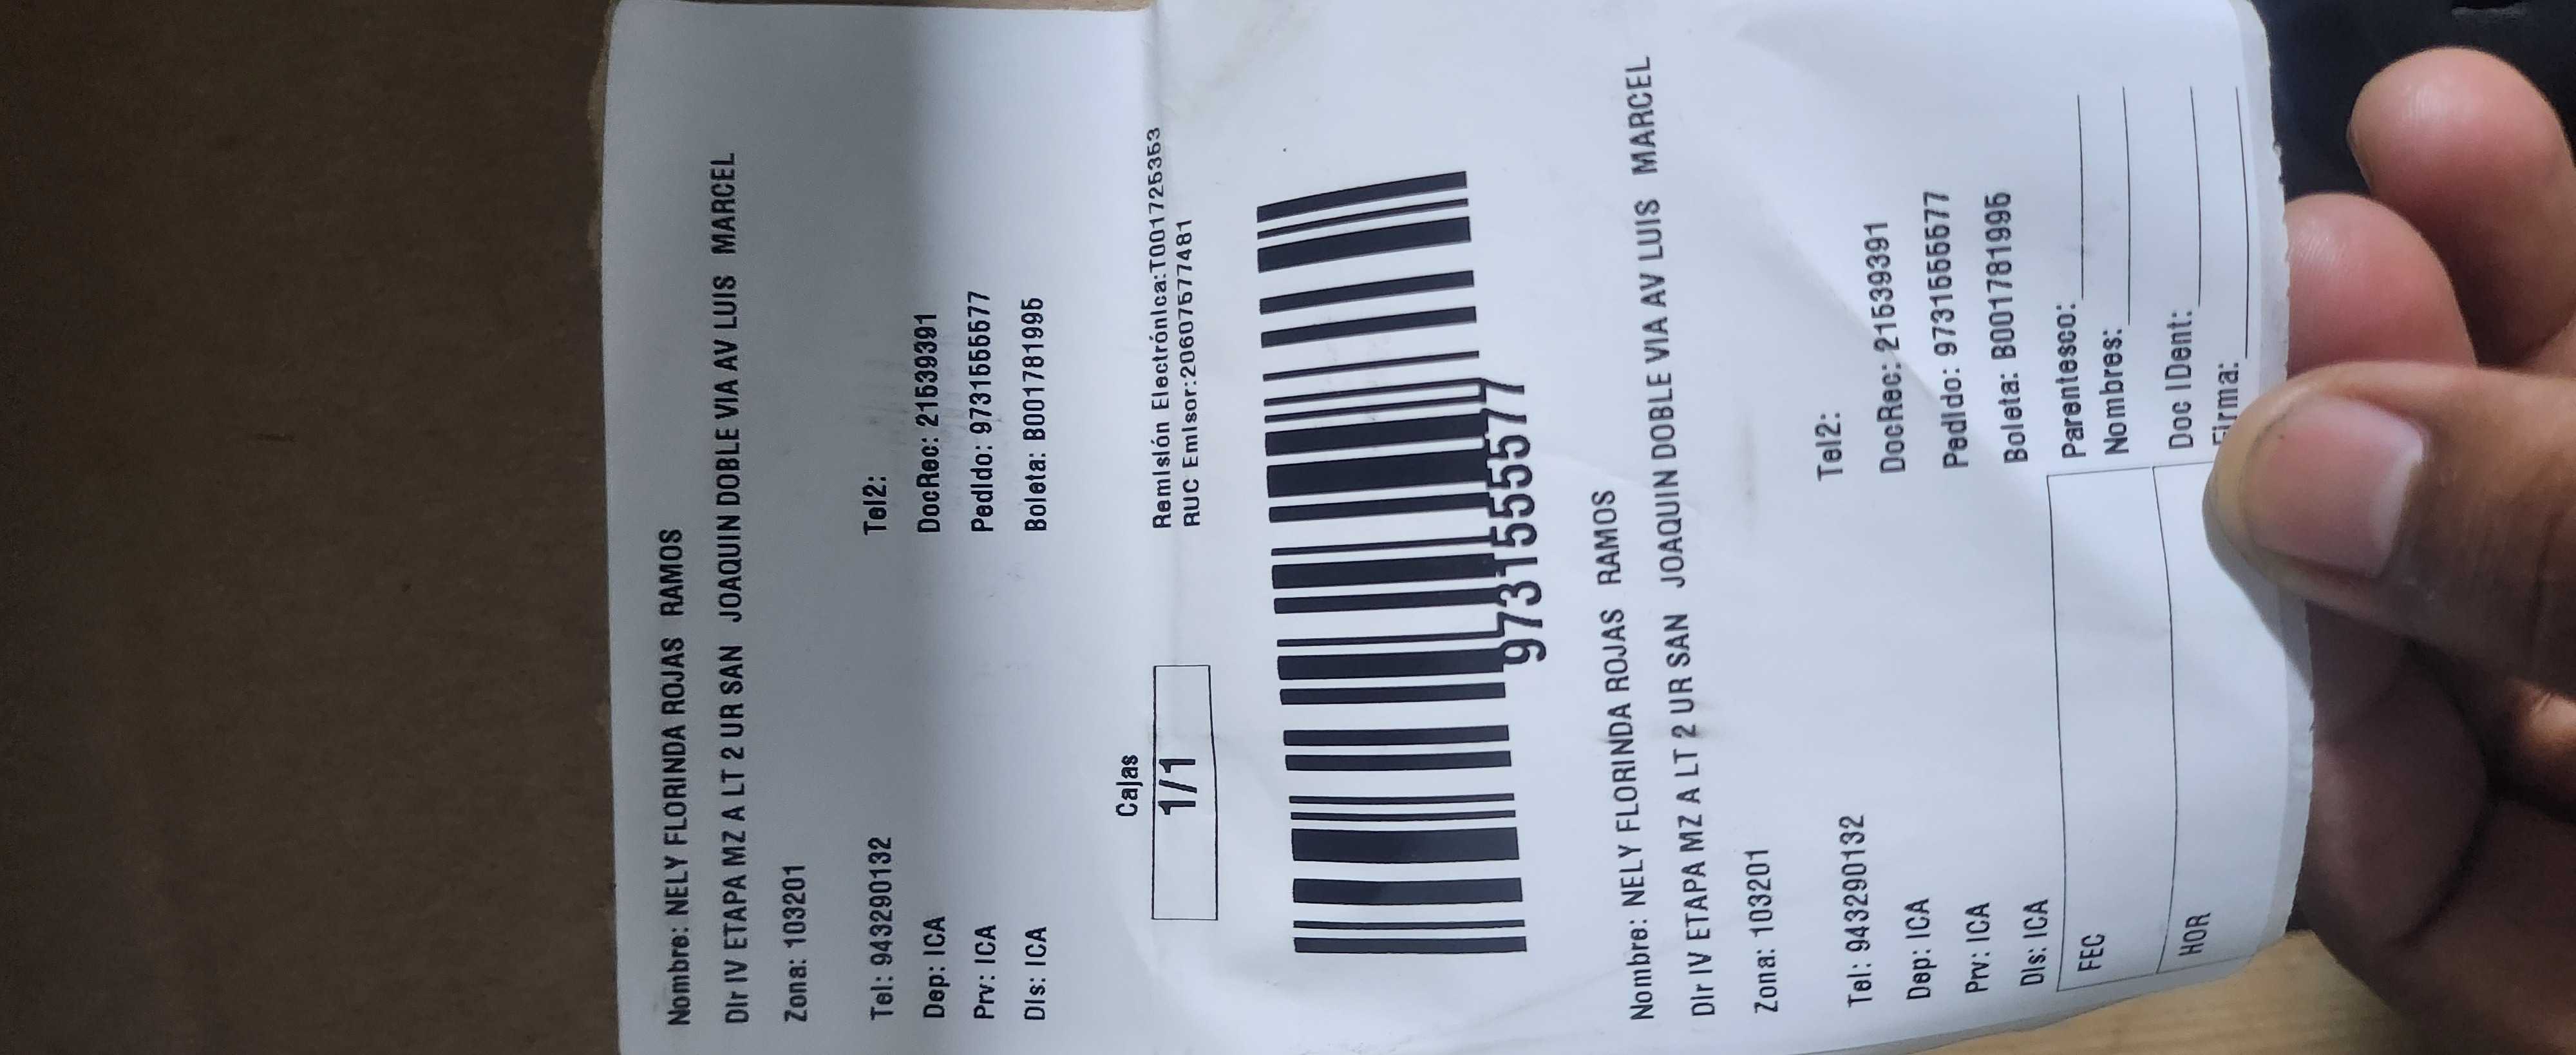 Nombre: NELY FLORINDA ROJAS RAMOS
Dir IV ETAPA MZ A LT 2 UR SAN JOAQUIN DOBLE VIA AV LUIS MARCEL
Zona: 103201
Tel: 943290132 Tel2:
Dep: ICA DocRec: 21539391
Prv: ICA Pedido: 9731555577
Dis: ICA Boleta: B001781995
Cajas
1/1
Remisión Electrónica:T001725353
RUC Emisor:20607577481
9731555577
Nombre: NELY FLORINDA ROJAS RAMOS
Dir IV ETAPA MZ A LT 2 UR SAN JOAQUIN DOBLE VIA AV LUIS MARCEL
Zona: 103201
Tel: 943290132 Tel2:
Dep: ICA DocRec: 21539391
Prv: ICA Pedido: 97315555577
Dis: ICA Boleta: B001781995
FEC Parentesco:
Nombres:
HOR Doc IDent:
Firma: